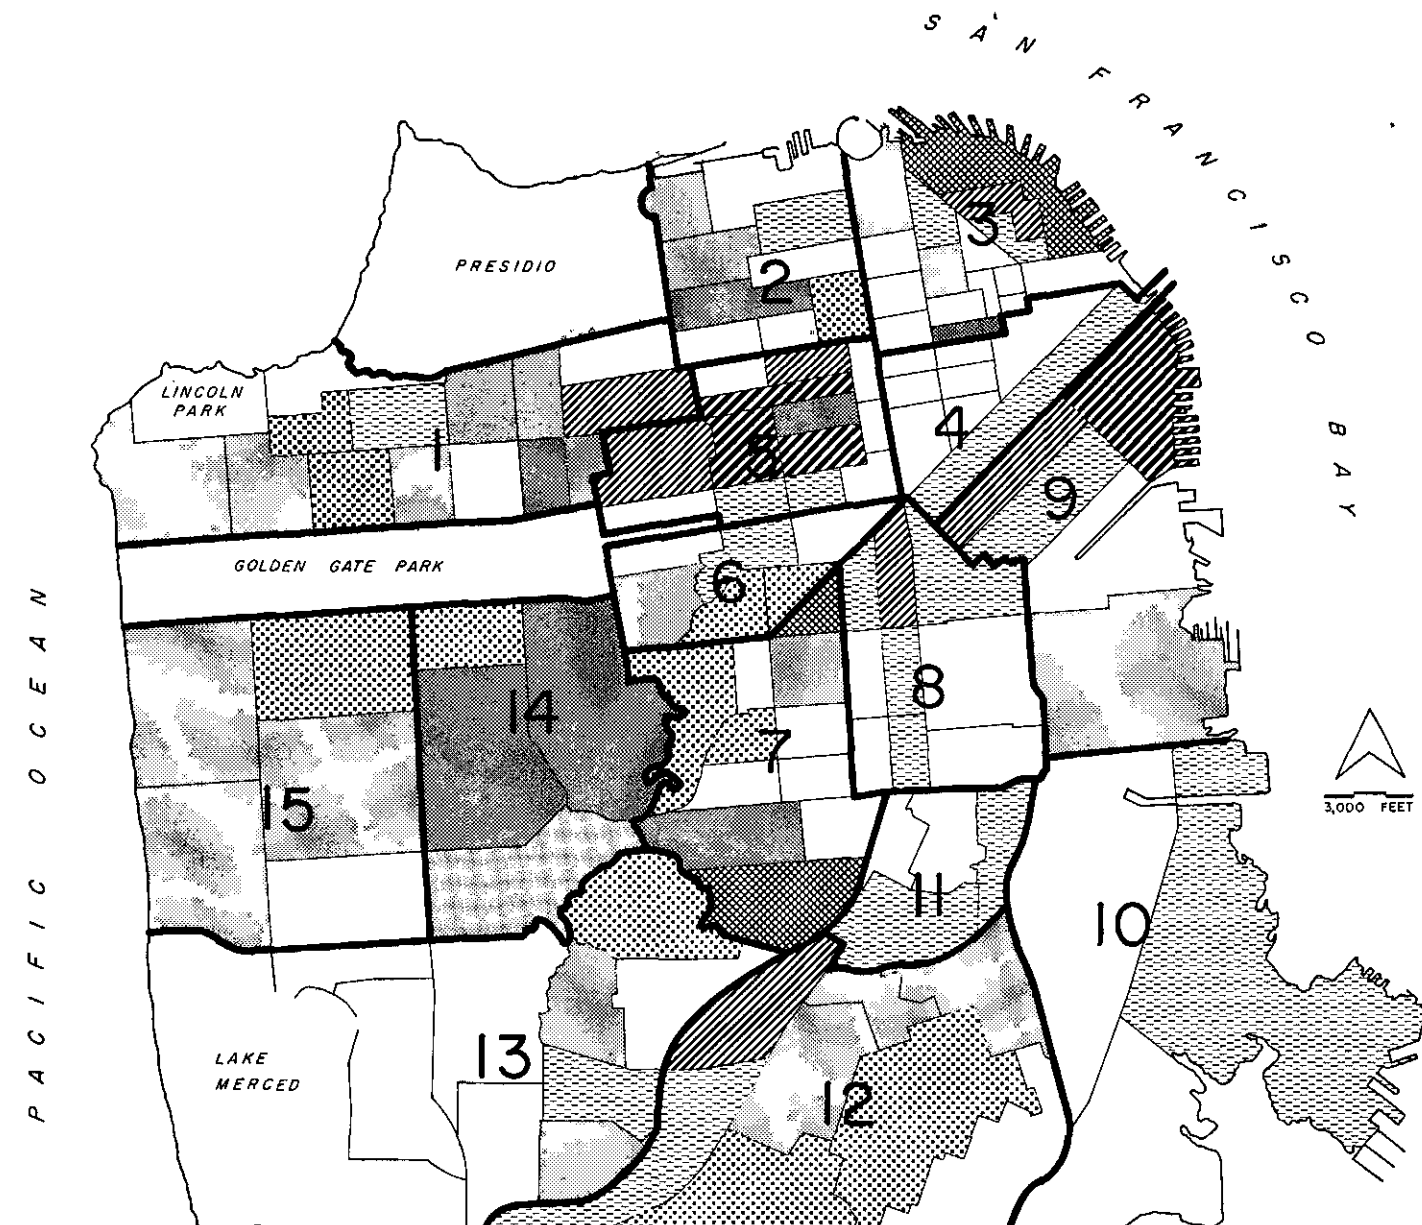 SAN FRANCISCO BAY
PRESIDIO
3
2
LINCOLN
PARK
1
4
5
9
GOLDEN GATE PARK
6
PACIFIC OCEAN
8
14
7
15
3,000 FEET
11
10
13
LAKE
MERCED
12